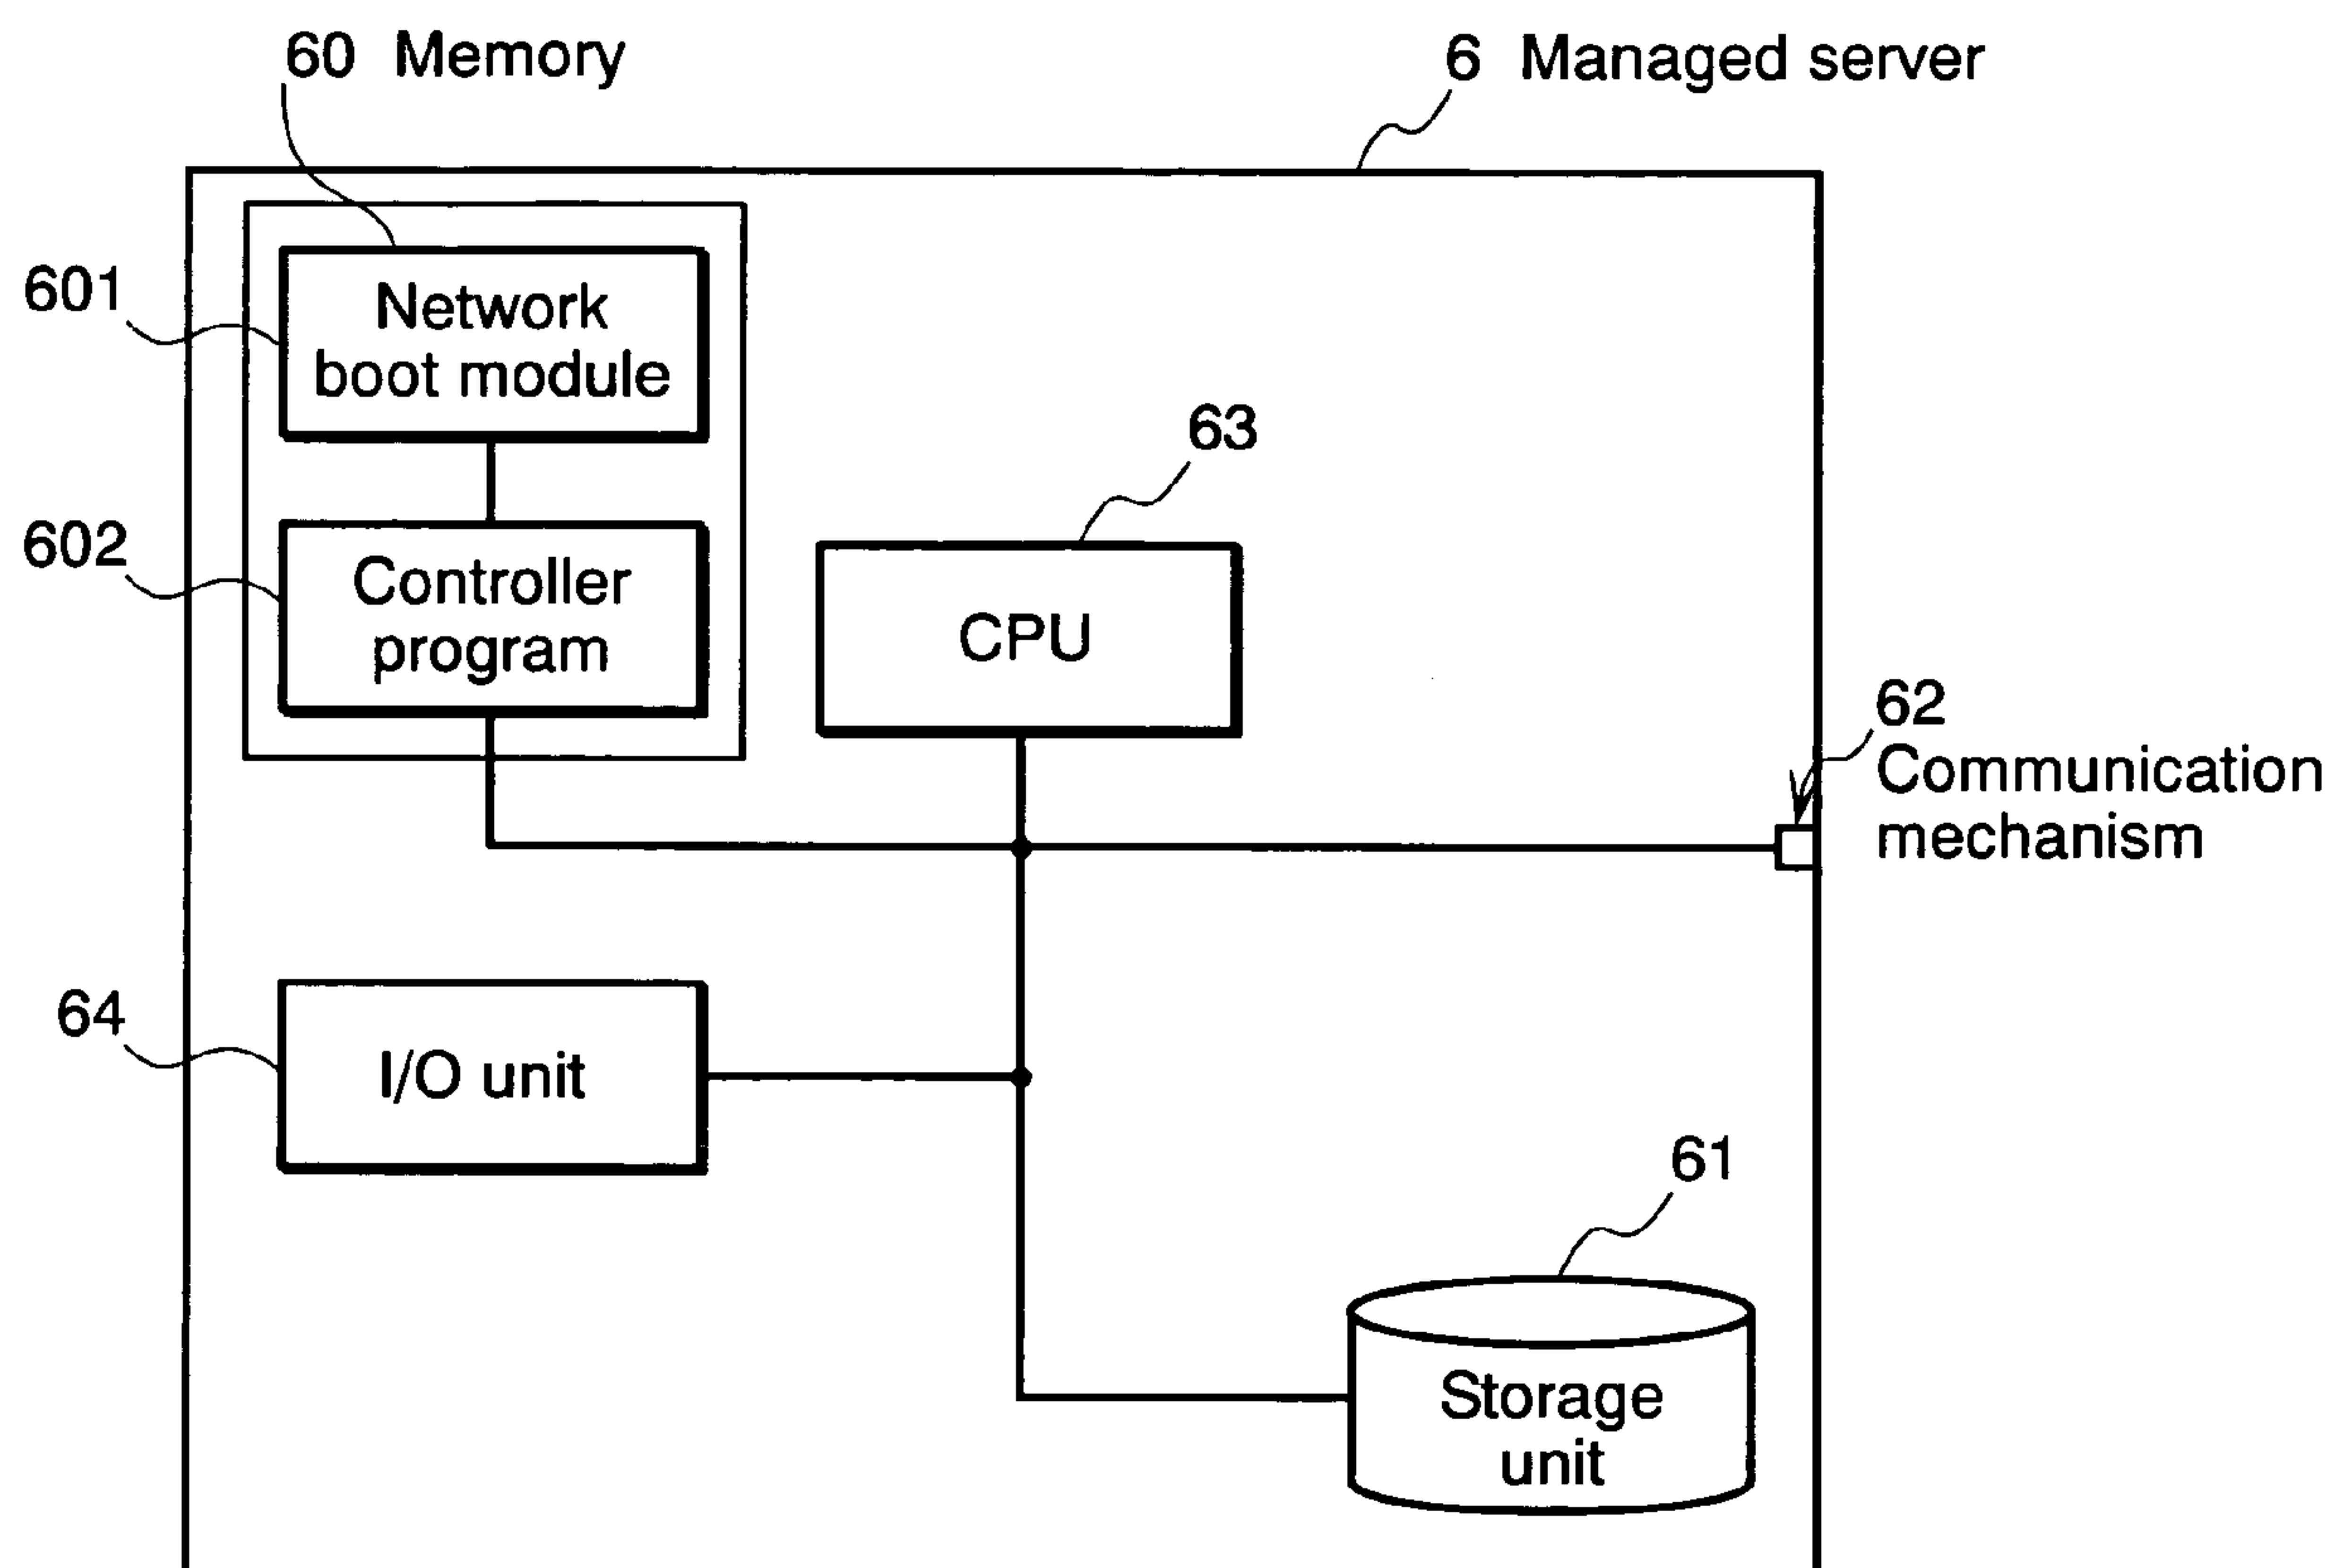 60 Memory
6 Managed server
601
Network
boot module
63
602
Controller
program
CPU
62
Communication
mechanism
64
I/O unit
61
Storage
unit